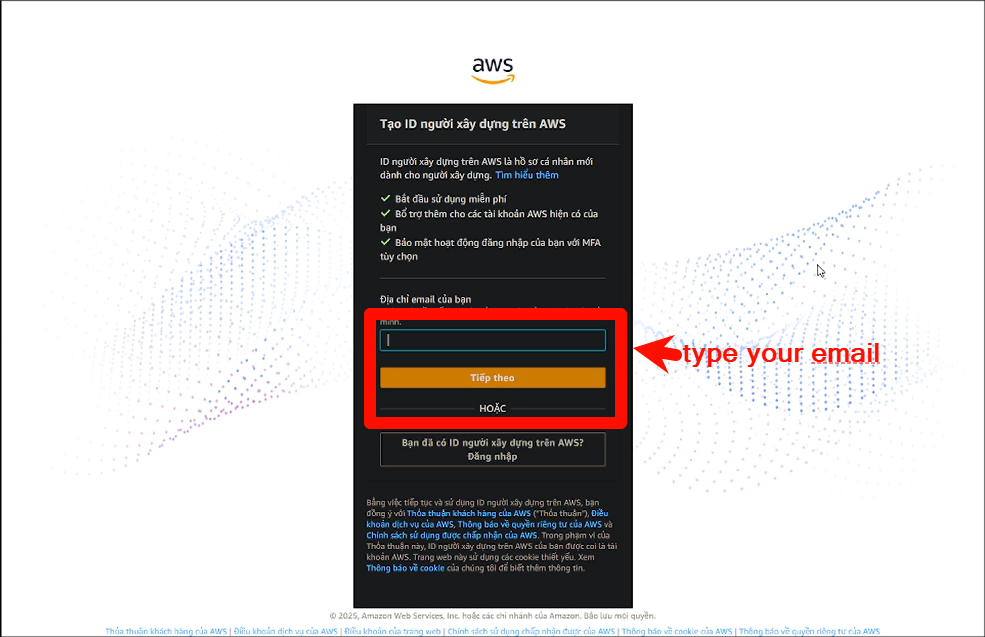 aws
Tạo ID người xây dựng trên AWS
ID người xây dựng trên AWS là hồ sơ cá nhân mới
dành cho người xây dựng. Tìm hiểu thêm
Bắt đầu sử dụng miễn phí
Bổ trợ thêm cho các tài khoản AWS hiện có của
bạn
Bảo mật hoạt động đăng nhập của bạn với MFA
tùy chọn
Địa chỉ email của bạn
mình.
type your email
Tiếp theo
HOẶC
Bạn đã có ID người xây dựng trên AWS?
Đăng nhập
Bằng việc tiếp tục và sử dụng ID người xây dựng trên AWS, bạn
đồng ý với Thỏa thuận khách hàng của AWS ("Thỏa thuận"), Điều
khoản dịch vụ của AWS, Thông báo về quyền riêng tư của AWS và
Chính sách sử dụng được chấp nhận của AWS. Trong phạm vi của
Thỏa thuận này, ID người xây dựng trên AWS của bạn được coi là tài
khoản AWS. Trang web này sử dụng các cookie thiết yếu. Xem
Thông báo về cookie của chúng tôi để biết thêm thông tin.
© 2025, Amazon Web Services, Inc. hoặc các chi nhánh của Amazon. Bảo lưu mọi quyền.
Thỏa thuận khách hàng của AWS | Điều khoản dịch vụ của AWS | Điều khoản của trang web | Chính sách sử dụng chấp nhận được của AWS | Thông báo về cookie của AWS | Thông báo về quyền riêng tư của AWS